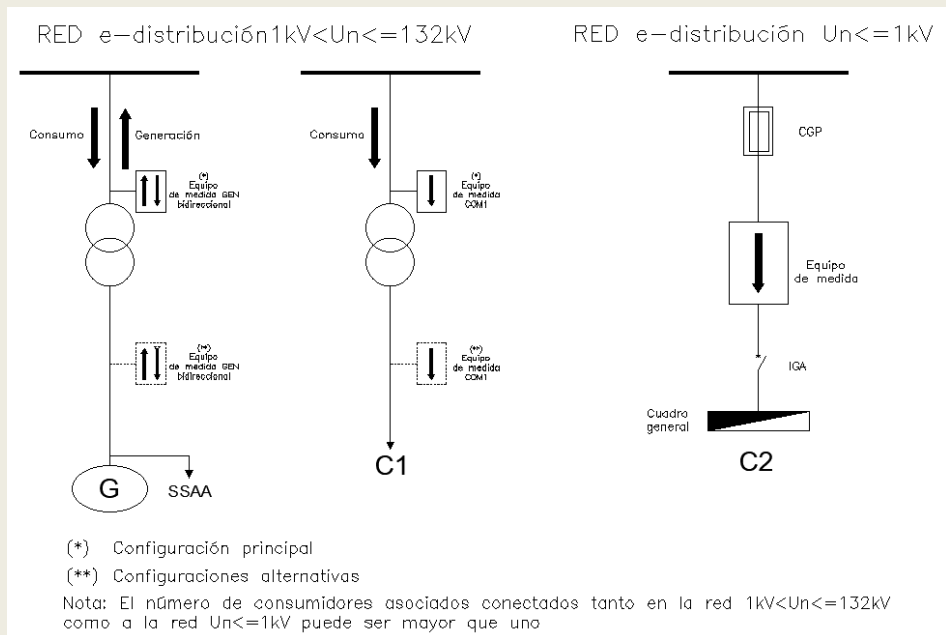 RED e-distribución1kV<Un<=132kV
RED e-distribución Un<=1kV
Consumo
Generación
(*)
Equipo
de medida GEN
bidireccional
(**)
Equipo
de medida GEN
bidireccional
G
SSAA
Consumo
(*)
Equipo
de medida
COM1
(**)
Equipo
de medida
COM1
C1
CGP
Equipo
de medida
IGA
Cuadro
general
C2
(*) Configuración principal
(**) Configuraciones alternativas
Nota: El número de consumidores asociados conectados tanto en la red 1kV<Un<=132kV
como a la red Un<=1kV puede ser mayor que uno